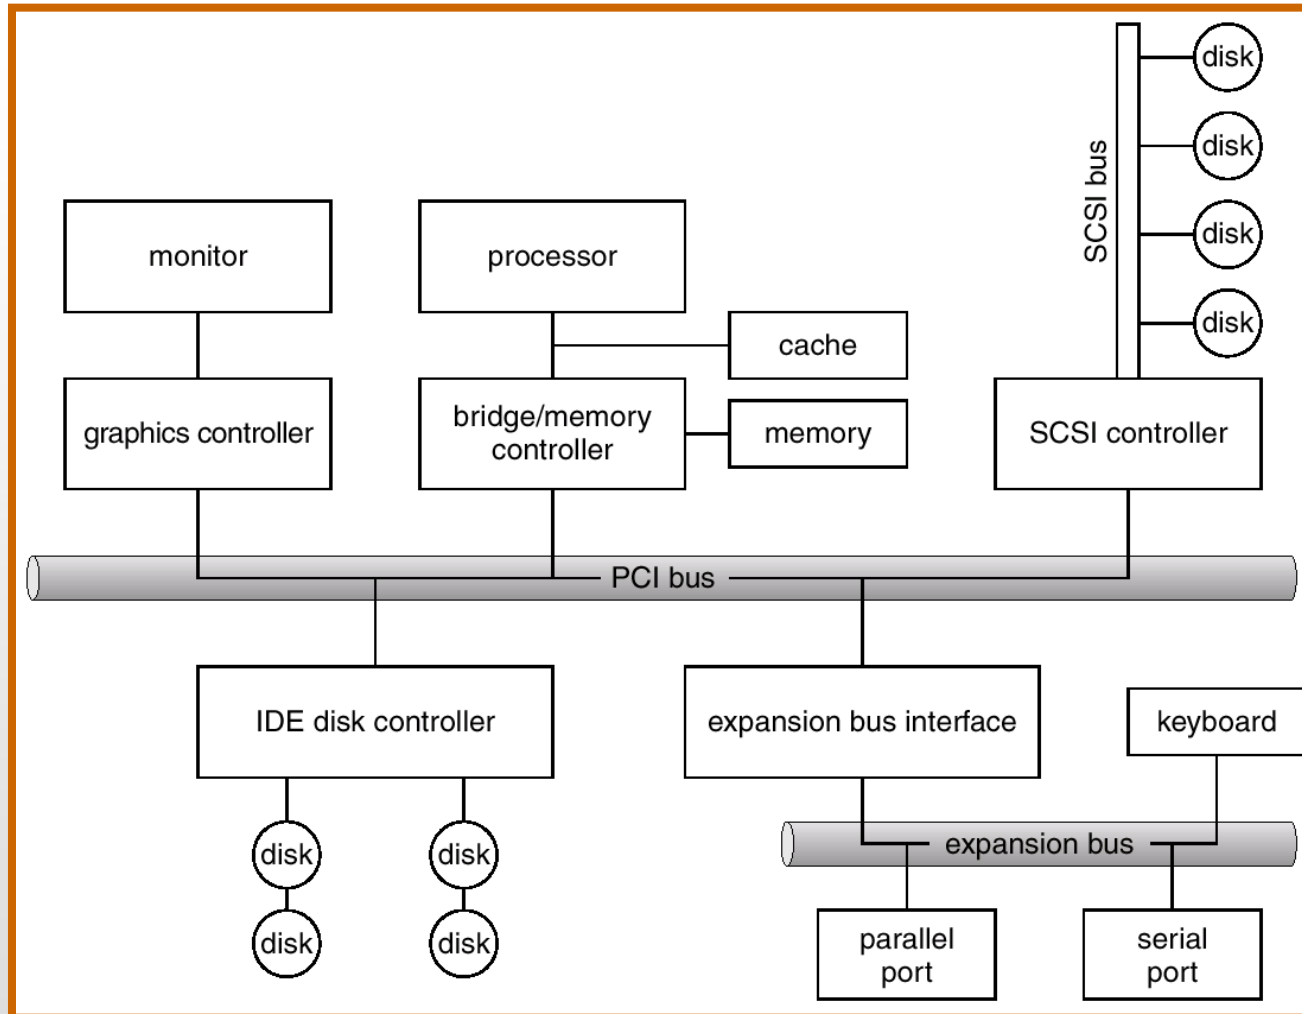 disk
disk
SCSI bus
disk
disk
monitor
processor
cache
graphics controller
bridge/memory
controller
memory
SCSI controller
PCI bus
IDE disk controller
expansion bus interface
keyboard
disk
disk
expansion bus
disk
disk
parallel
port
serial
port